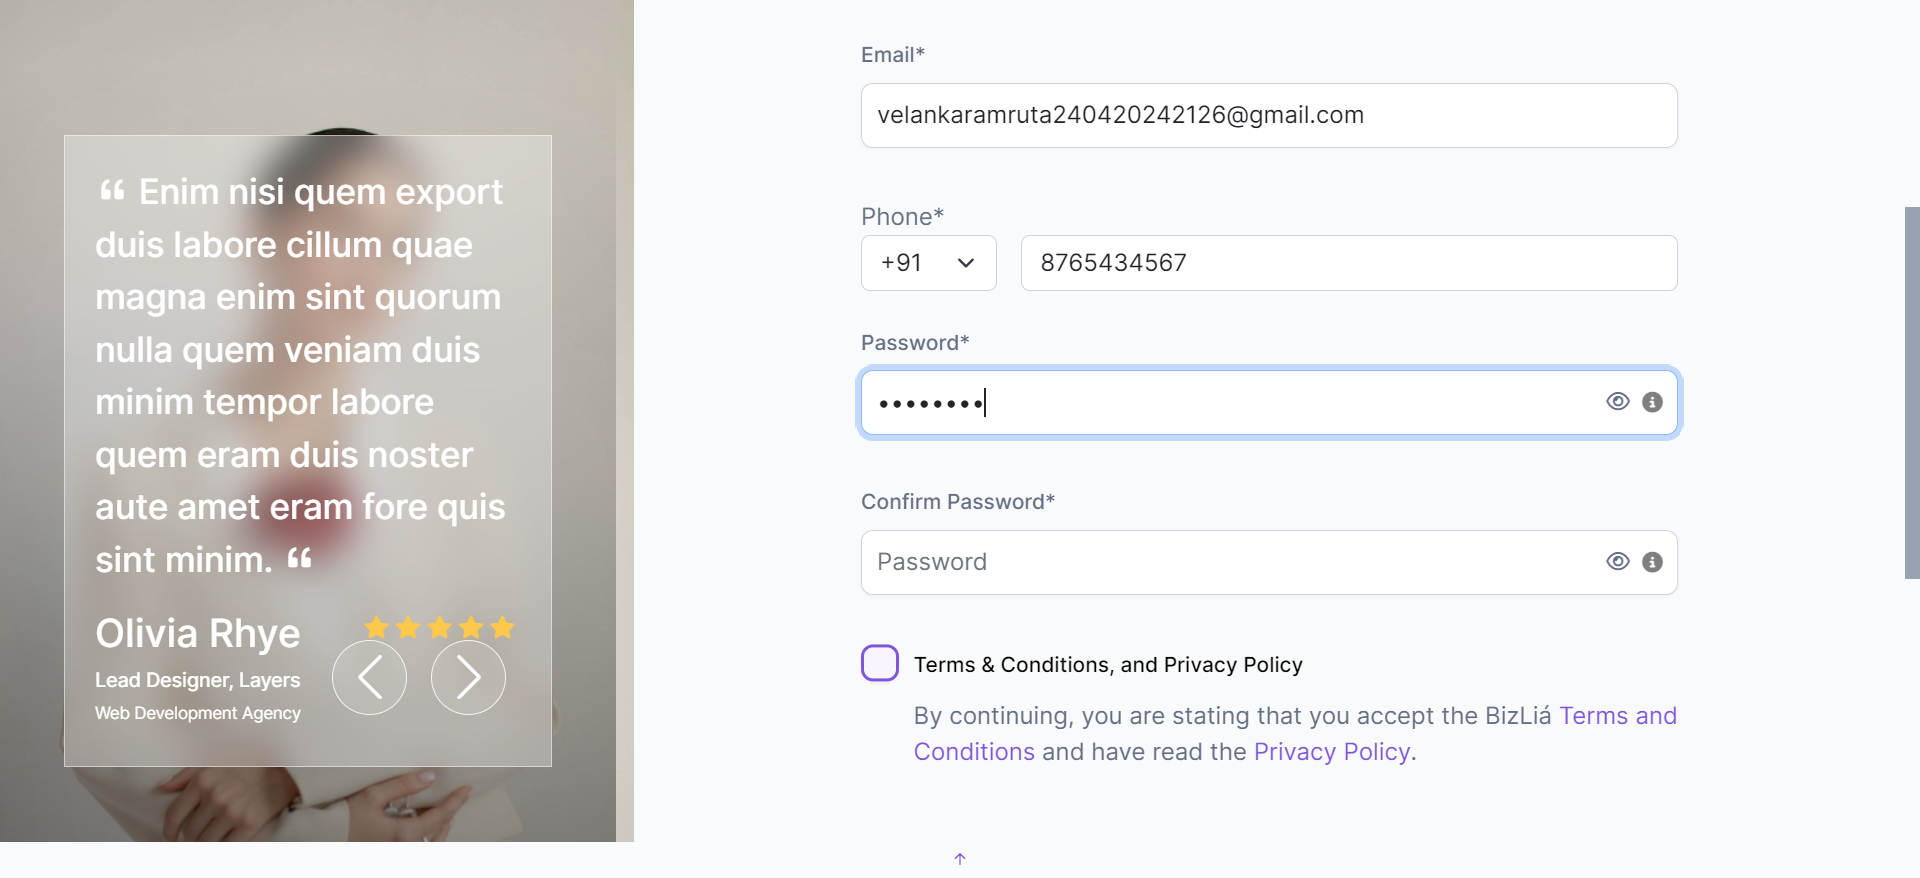 “ Enim nisi quem export
duis labore cillum quae
magna enim sint quorum
nulla quem veniam duis
minim tempor labore
quem eram duis noster
aute amet eram fore quis
sint minim. “
Olivia Rhye
Lead Designer, Layers
Web Development Agency
Email*
velankaramruta240420242126@gmail.com
Phone*
+91 8765434567
Password*
••••••••
Confirm Password*
Password
Terms & Conditions, and Privacy Policy
By continuing, you are stating that you accept the BizLiá Terms and
Conditions and have read the Privacy Policy.